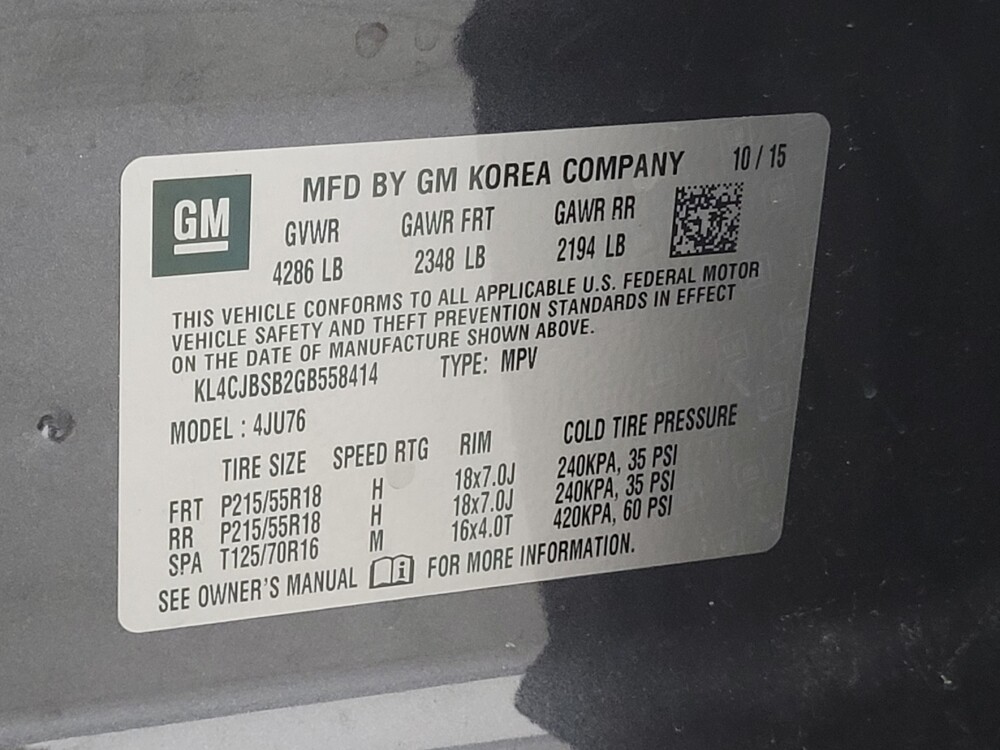 GM
MFD BY GM KOREA COMPANY 10 / 15
GVWR GAWR FRT GAWR RR
4286 LB 2348 LB 2194 LB
THIS VEHICLE CONFORMS TO ALL APPLICABLE U.S. FEDERAL MOTOR
VEHICLE SAFETY AND THEFT PREVENTION STANDARDS IN EFFECT
ON THE DATE OF MANUFACTURE SHOWN ABOVE.
KL4CJBSB2GB558414 TYPE: MPV
MODEL : 4JU76
TIRE SIZE SPEED RTG RIM COLD TIRE PRESSURE
FRT P215/55R18 H 18x7.0J 240KPA, 35 PSI
RR P215/55R18 H 18x7.0J 240KPA, 35 PSI
SPA T125/70R16 M 16x4.0T 420KPA, 60 PSI
SEE OWNER'S MANUAL i FOR MORE INFORMATION.